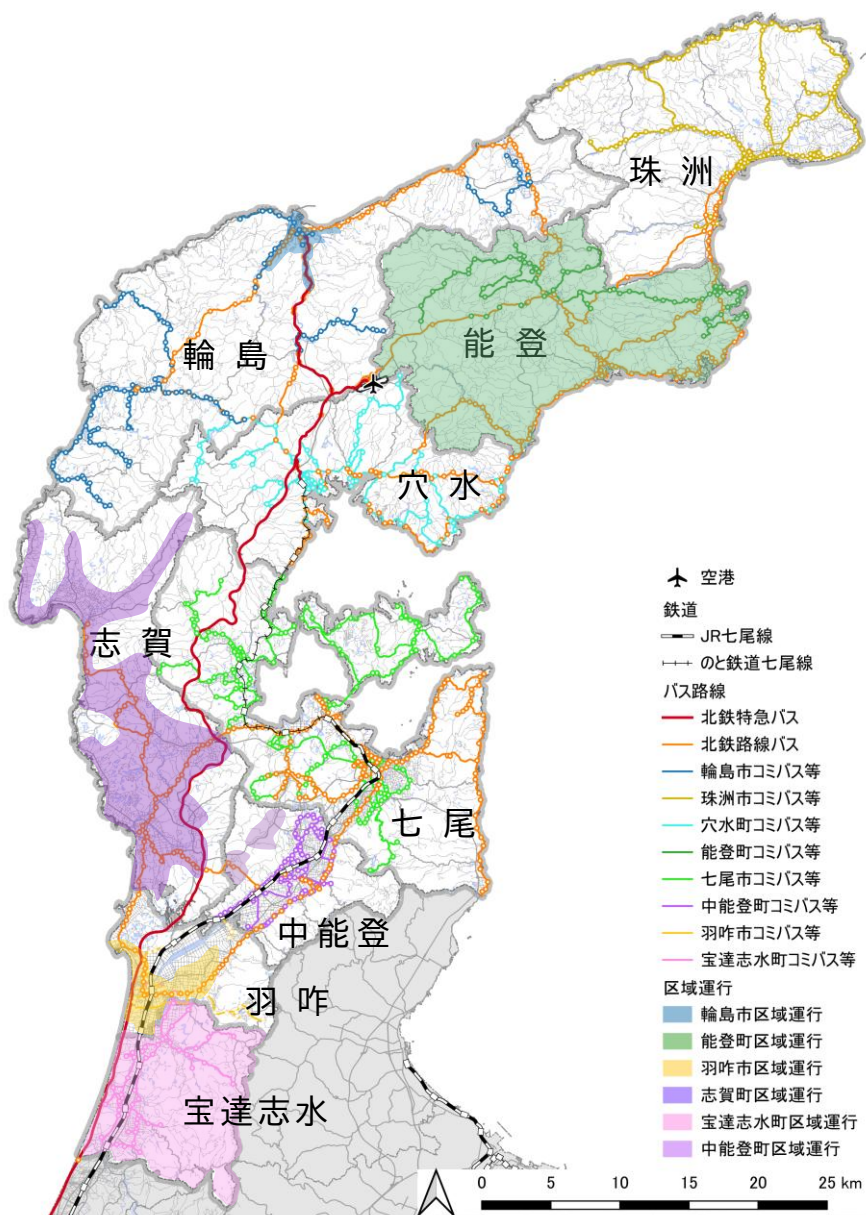 珠洲
輪島
能登
穴水
志賀
七尾
中能登
羽咋
宝達志水
空港
鉄道
JR七尾線
のと鉄道七尾線
バス路線
北鉄特急バス
北鉄路線バス
輪島市コミバス等
珠洲市コミバス等
穴水町コミバス等
能登町コミバス等
七尾市コミバス等
中能登町コミバス等
羽咋市コミバス等
宝達志水町コミバス等
区域運行
輪島市区域運行
能登町区域運行
羽咋市区域運行
志賀町区域運行
宝達志水町区域運行
中能登町区域運行
0 5 10 15 20 25 km